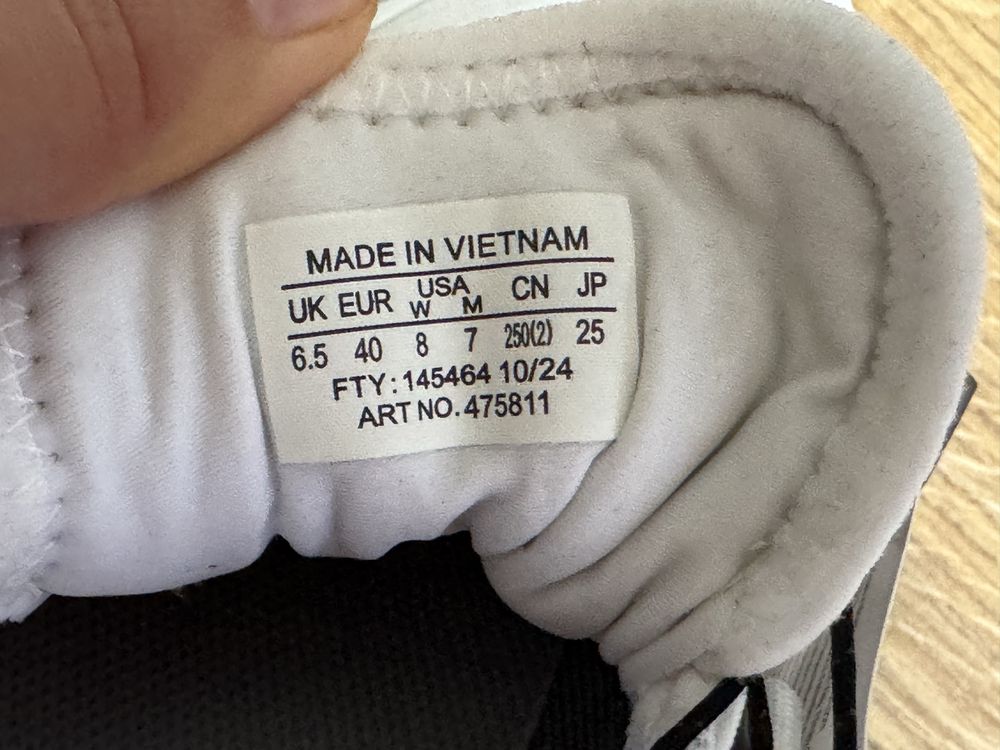 MADE IN VIETNAM
UK EUR USA CN JP
W M
6.5 40 8 7 250(2) 25
FTY: 145464 10/24
ART NO. 475811